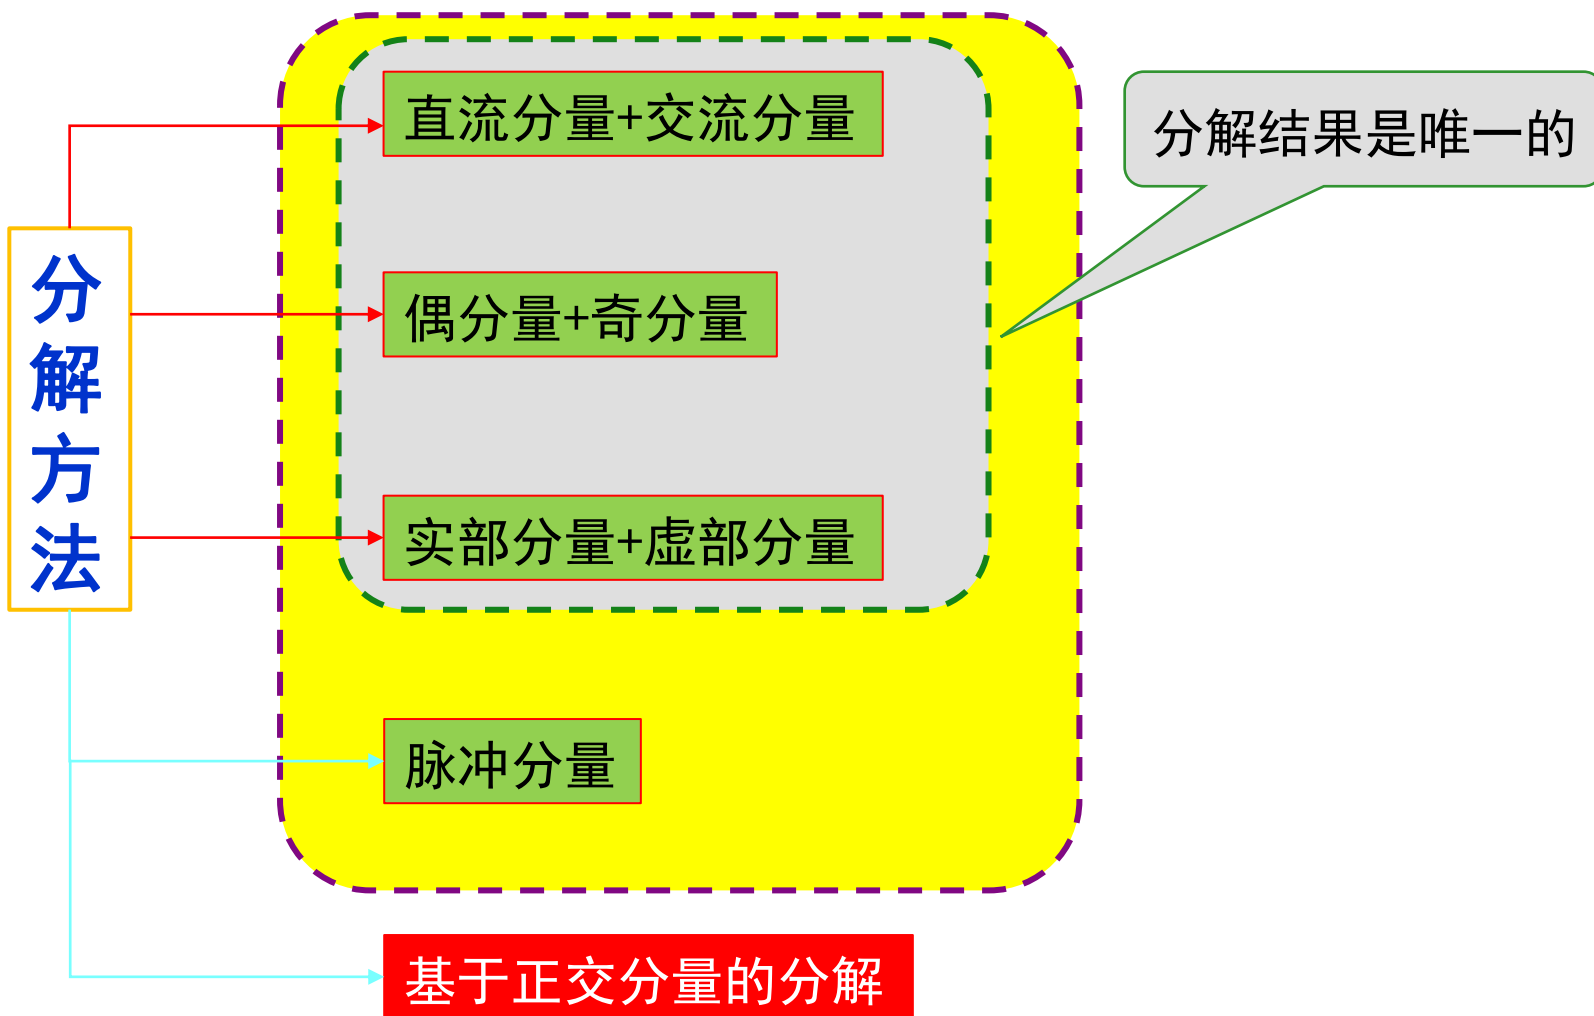 直流分量+交流分量
分解结果是唯一的
分
解
方
法
偶分量+奇分量
实部分量+虚部分量
脉冲分量
基于正交分量的分解